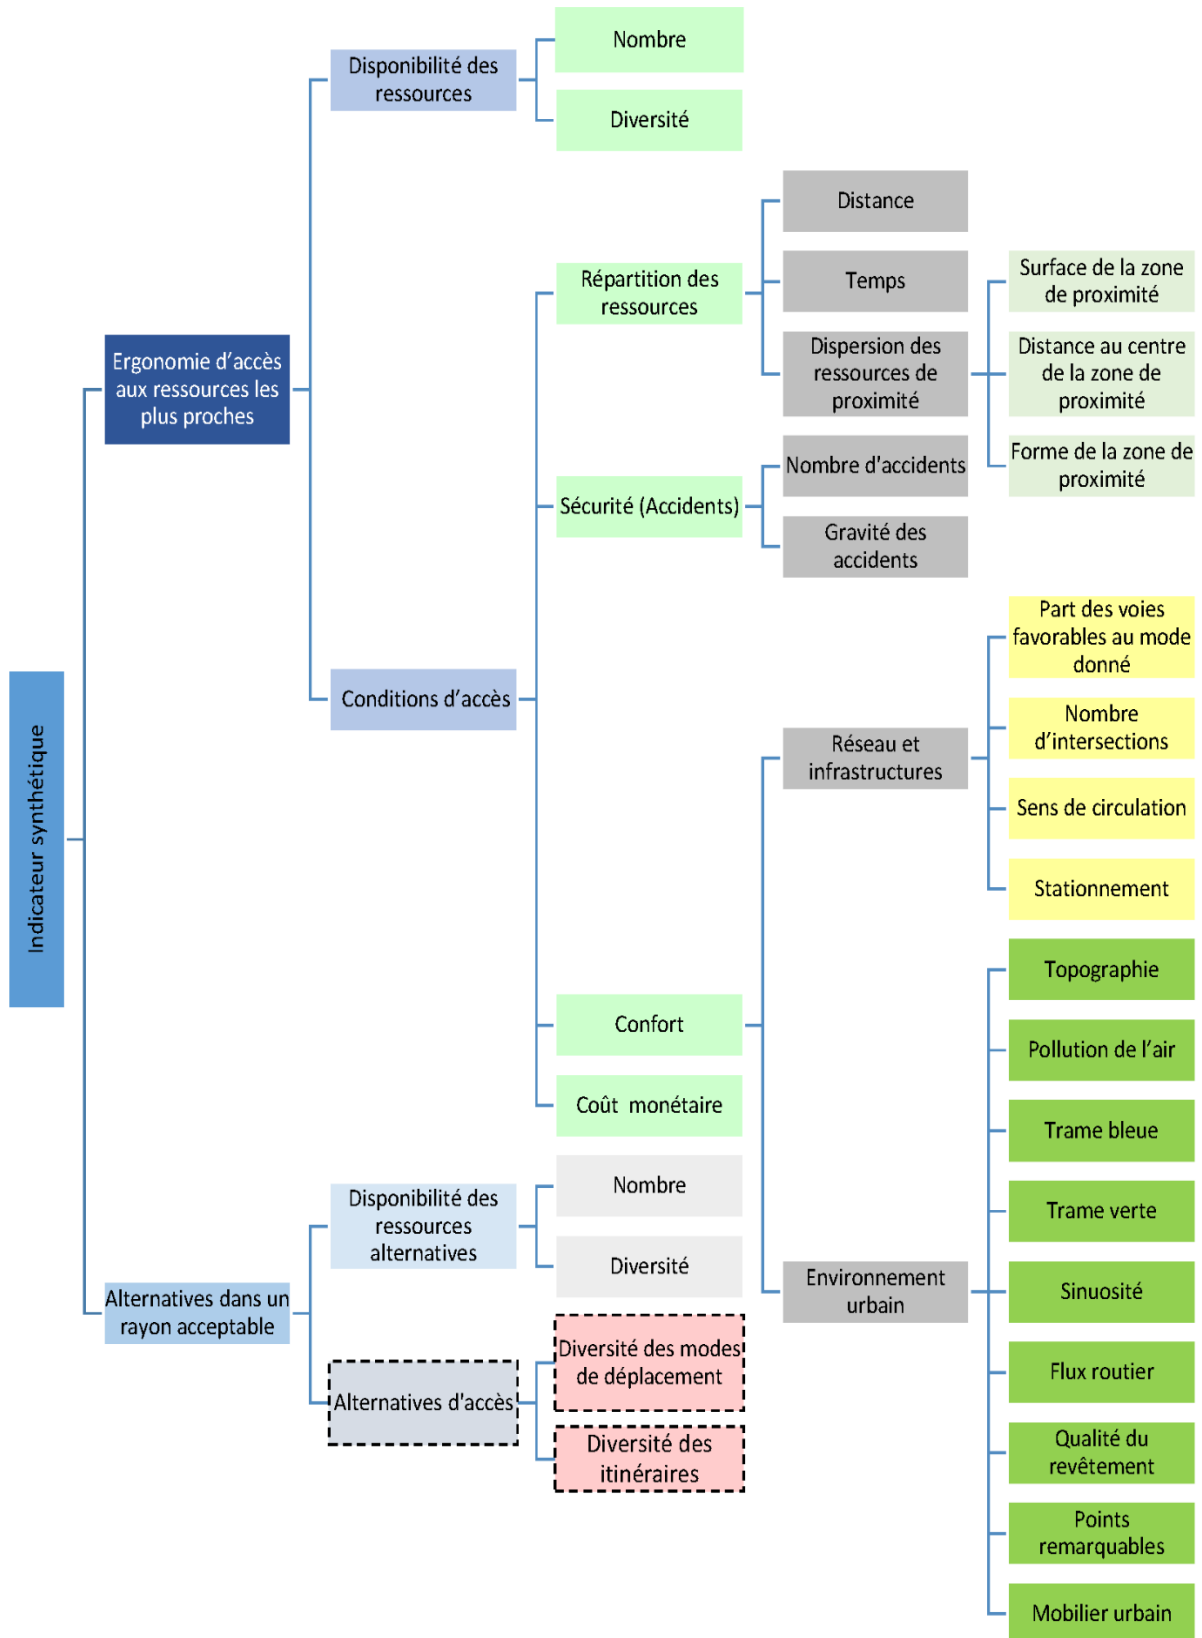 Indicateur synthétique
Ergonomie d’accès
aux ressources les
plus proches
Disponibilité des
ressources
Nombre
Diversité
Conditions d’accès
Répartition des
ressources
Distance
Temps
Dispersion des
ressources de
proximité
Surface de la zone
de proximité
Distance au centre
de la zone de
proximité
Forme de la zone de
proximité
Sécurité (Accidents)
Nombre d’accidents
Gravité des
accidents
Confort
Réseau et
infrastructures
Part des voies
favorables au mode
donné
Nombre
d’intersections
Sens de circulation
Stationnement
Environnement
urbain
Topographie
Pollution de l’air
Trame bleue
Trame verte
Sinuosité
Flux routier
Qualité du
revêtement
Points
remarquables
Mobilier urbain
Coût monétaire
Alternatives dans un
rayon acceptable
Disponibilité des
ressources
alternatives
Nombre
Diversité
Alternatives d'accès
Diversité des modes
de déplacement
Diversité des
itinéraires